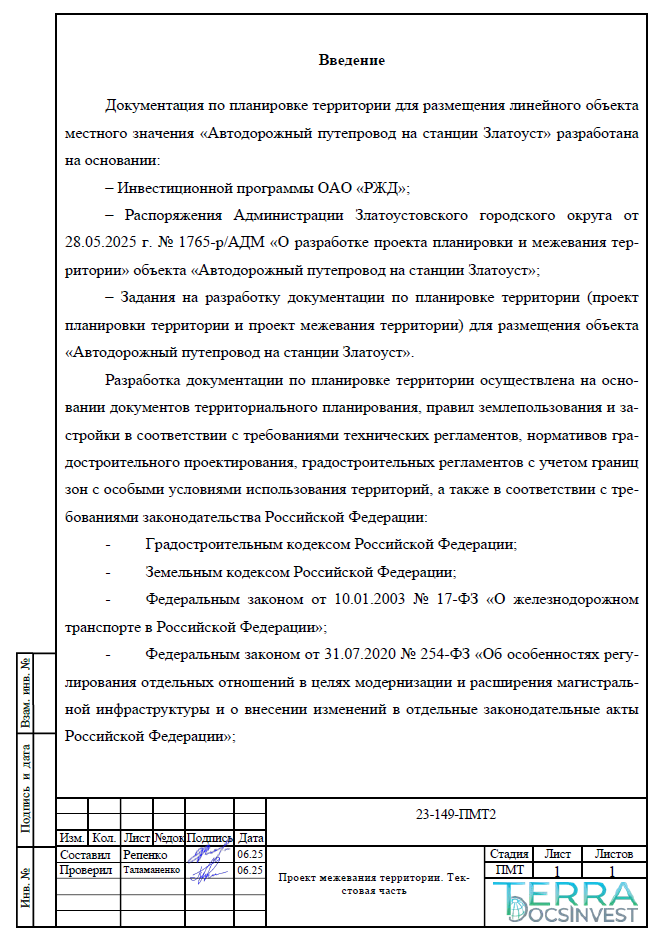 Введение
Документация по планировке территории для размещения линейного объекта
местного значения «Автодорожный путепровод на станции Златоуст» разработана
на основании:
– Инвестиционной программы ОАО «РЖД»;
– Распоряжения Администрации Златоустовского городского округа от
28.05.2025 г. № 1765-р/АДМ «О разработке проекта планировки и межевания тер-
ритории» объекта «Автодорожный путепровод на станции Златоуст»;
– Задания на разработку документации по планировке территории (проект
планировки территории и проект межевания территории) для размещения объекта
«Автодорожный путепровод на станции Златоуст».
Разработка документации по планировке территории осуществлена на осно-
вании документов территориального планирования, правил землепользования и за-
стройки в соответствии с требованиями технических регламентов, нормативов гра-
достроительного проектирования, градостроительных регламентов с учетом границ
зон с особыми условиями использования территорий, а также в соответствии с тре-
бованиями законодательства Российской Федерации:
- Градостроительным кодексом Российской Федерации;
- Земельным кодексом Российской Федерации;
- Федеральным законом от 10.01.2003 № 17-ФЗ «О железнодорожном
транспорте в Российской Федерации»;
- Федеральным законом от 31.07.2020 № 254-ФЗ «Об особенностях регу-
лирования отдельных отношений в целях модернизации и расширения магистраль-
ной инфраструктуры и о внесении изменений в отдельные законодательные акты
Российской Федерации»;
Взам. инв. №
Подпись и дата
Инв. №
23-149-ПМТ2
Изм. Кол. Лист №док Подпись Дата
Составил Репенко 06.25
Проверил Таламаненко 06.25
Проект межевания территории. Тек-
стовая часть
Стадия Лист Листов
ПМТ 1 1
TERRA
DOCSINVEST